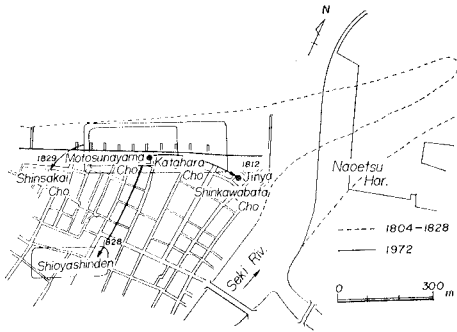 N
1829
Motosunayama
Cho
Katahara
Cho
1812
Jinya
Shinsakai
Cho
Shinkawabata
Cho
Naoetsu
Har.
1828
Shioyashinden
Seki Riv.
1804-1828
1972
0 300
m